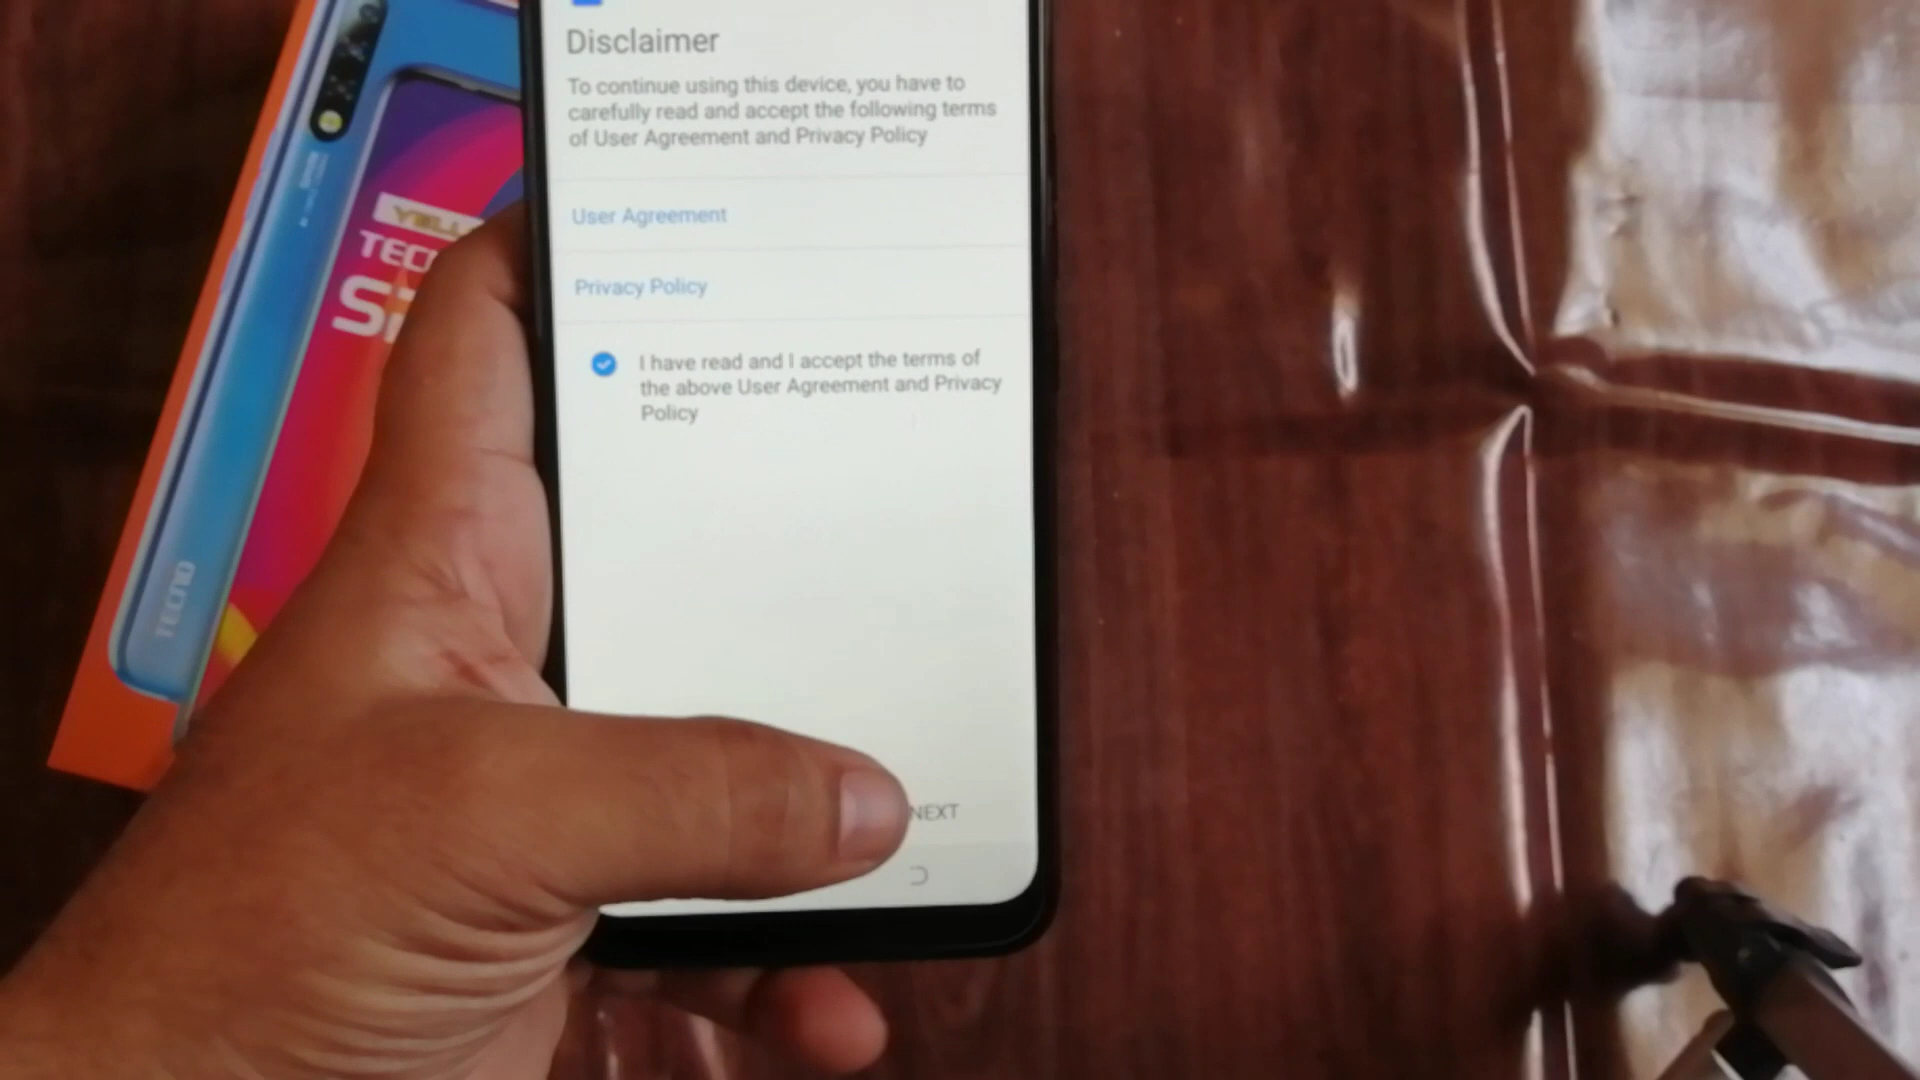 Disclaimer
To continue using this device, you have to
carefully read and accept the following terms
of User Agreement and Privacy Policy
User Agreement
Privacy Policy
I have read and I accept the terms of
the above User Agreement and Privacy
Policy
NEXT
TECNO